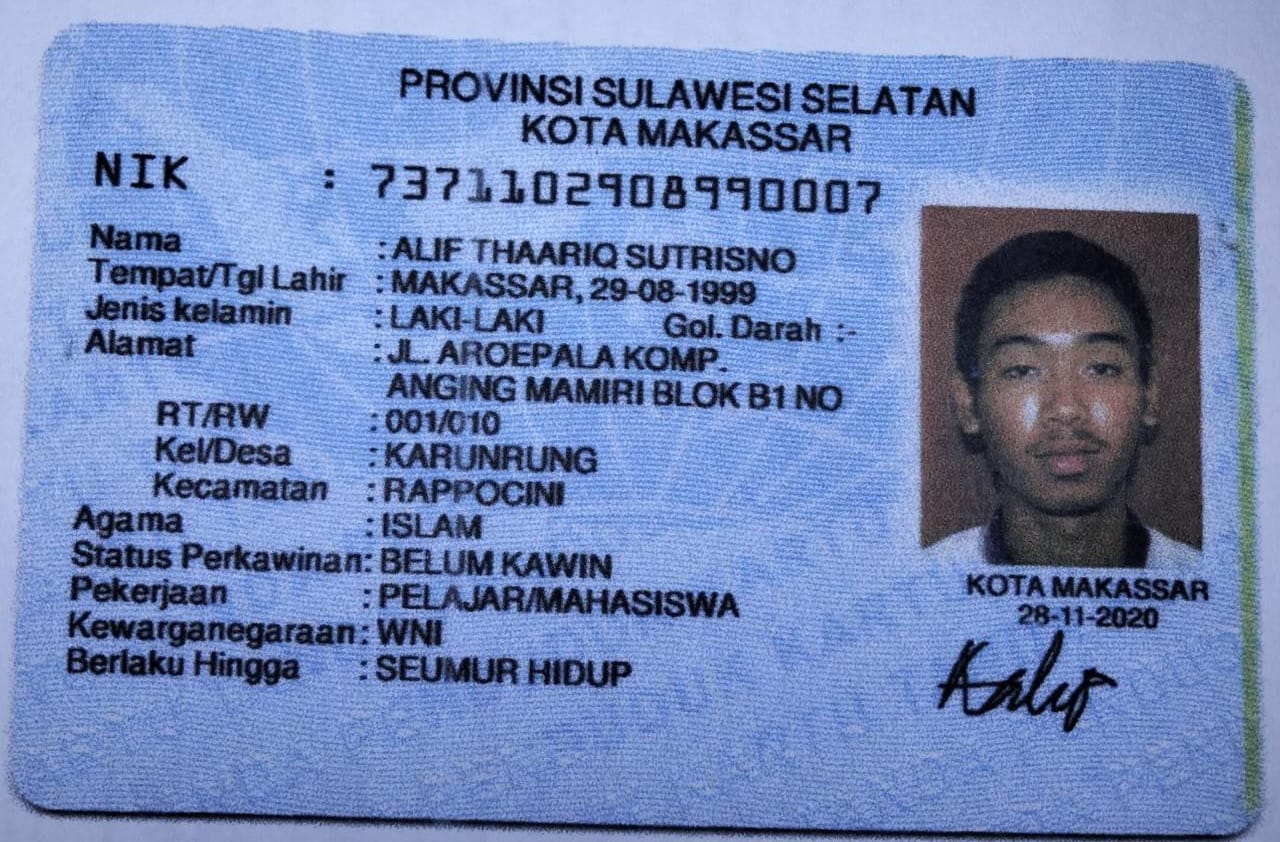 PROVINSI SULAWESI SELATAN
KOTA MAKASSAR
NIK : 7371102908990007
Nama : ALIF THAARIQ SUTRISNO
Tempat/Tgl Lahir : MAKASSAR, 29-08-1999
Jenis kelamin : LAKI-LAKI Gol. Darah :-
Alamat : JL. AROEPALA KOMP.
ANGING MAMIRI BLOK B1 NO
RT/RW : 001/010
Kel/Desa : KARUNRUNG
Kecamatan : RAPPOCINI
Agama : ISLAM
Status Perkawinan: BELUM KAWIN
Pekerjaan : PELAJAR/MAHASISWA
Kewarganegaraan: WNI
Berlaku Hingga : SEUMUR HIDUP
KOTA MAKASSAR
28-11-2020